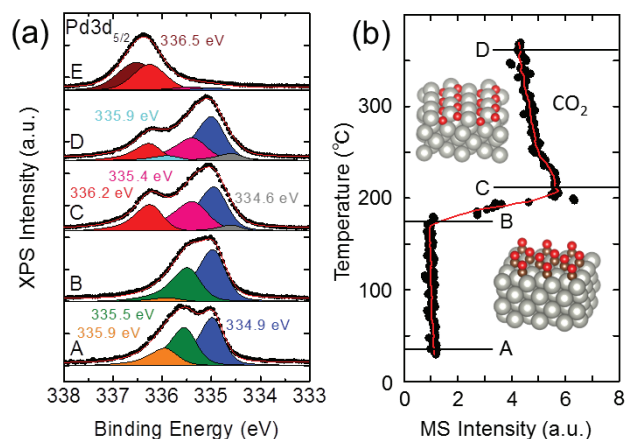 (a)
Pd3d5/2
336.5 eV
E
335.9 eV
D
335.4 eV
336.2 eV
334.6 eV
C
B
335.5 eV
335.9 eV
334.9 eV
A
XPS Intensity (a.u.)
338 337 336 335 334 333
Binding Energy (eV)
(b)
D
CO2
C
B
A
Temperature (°C)
300
200
100
0
0 2 4 6 8
MS Intensity (a.u.)